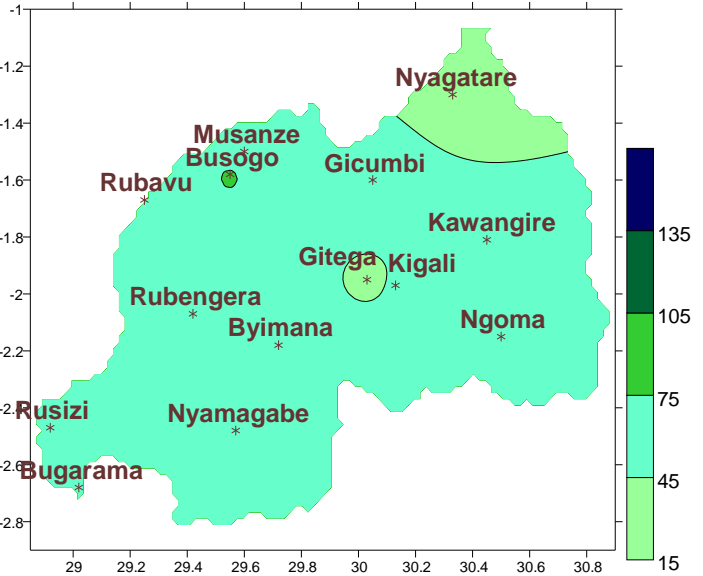 -1
-1.2
Nyagatare
-1.4
Musanze
Busogo
Gicumbi
-1.6
Rubavu
-1.8
Kawangire
135
Gitega
Kigali
-2
Rubengera
105
Byimana
Ngoma
-2.2
75
-2.4
Rusizi
Nyamagabe
45
-2.6
Bugarama
-2.8
15
29 29.2 29.4 29.6 29.8 30 30.2 30.4 30.6 30.8